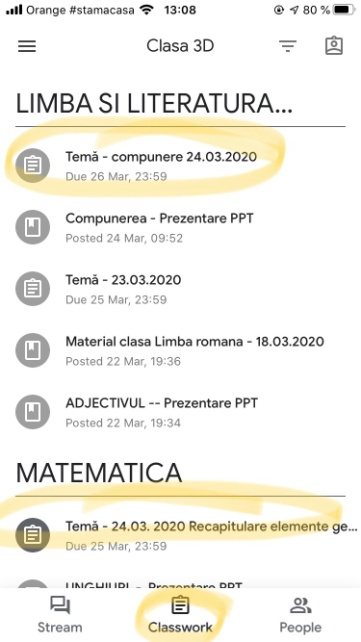 Orange #stamacasa 13:08 80 %
Clasa 3D
LIMBA SI LITERATURA...
Temă - compunere 24.03.2020
Due 26 Mar, 23:59
Compunerea - Prezentare PPT
Posted 24 Mar, 09:52
Temă - 23.03.2020
Due 25 Mar, 23:59
Material clasa Limba romana - 18.03.2020
Posted 22 Mar, 19:36
ADJECTIVUL -- Prezentare PPT
Posted 22 Mar, 19:34
MATEMATICA
Temă - 24.03. 2020 Recapitulare elemente ge...
Due 25 Mar, 23:59
UNGHIURI - Prezentare PPT
Stream Classwork People